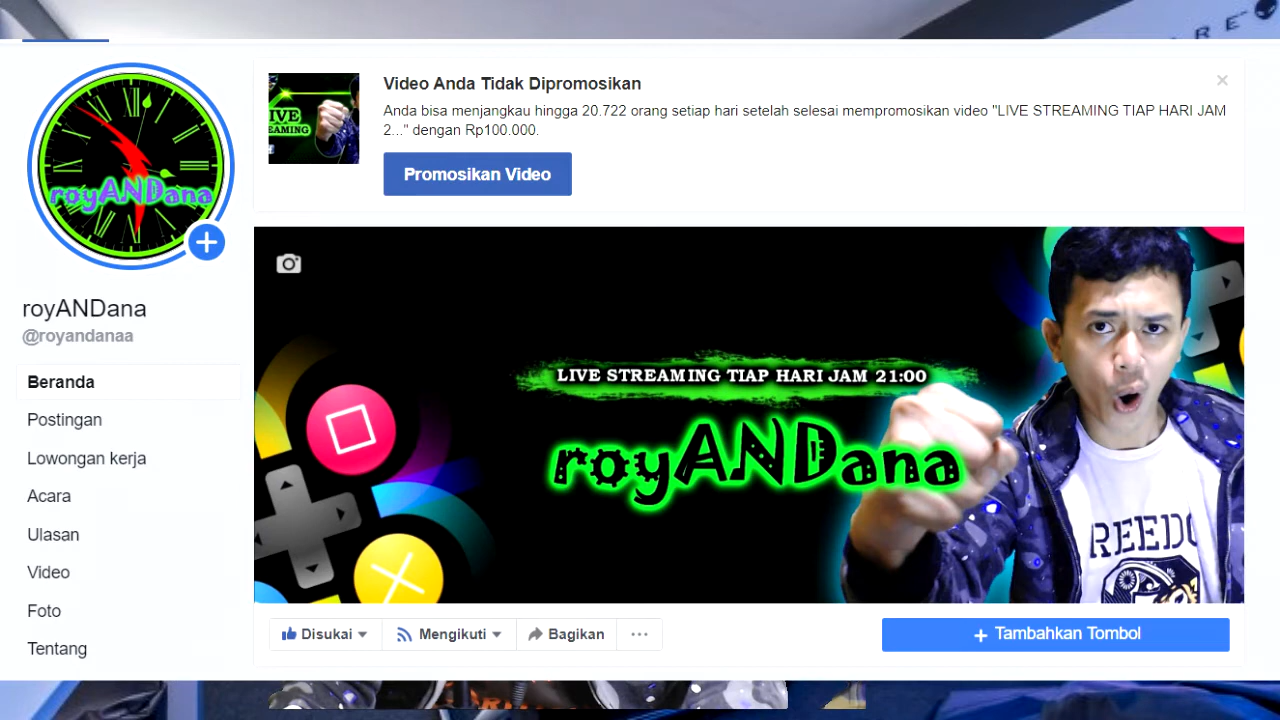 royANDana
royANDana
@royandanaa
Beranda
Postingan
Lowongan kerja
Acara
Ulasan
Video
Foto
Tentang
Video Anda Tidak Dipromosikan
Anda bisa menjangkau hingga 20.722 orang setiap hari setelah selesai mempromosikan video "LIVE STREAMING TIAP HARI JAM
2..." dengan Rp100.000.
Promosikan Video
LIVE STREAMING TIAP HARI JAM 21:00
royANDana
REEDO
Disukai
Mengikuti
Bagikan
Tambahkan Tombol